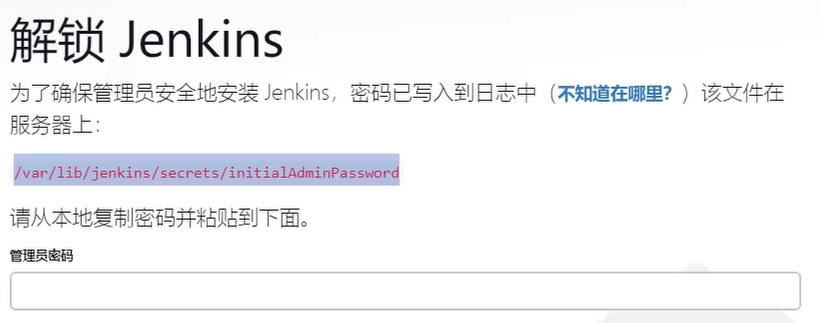 解锁 Jenkins
为了确保管理员安全地安装 Jenkins，密码已写入到日志中（不知道在哪里？）该文件在
服务器上：
/var/lib/jenkins/secrets/initialAdminPassword
请从本地复制密码并粘贴到下面。
管理员密码